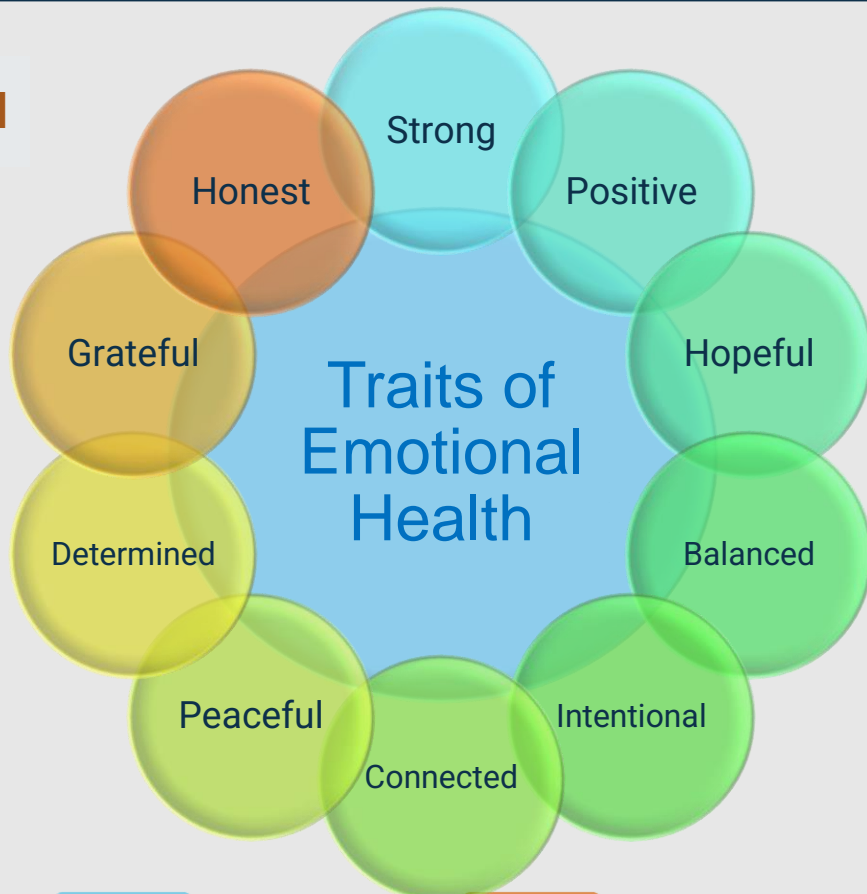 Strong
Positive
Honest
Hopeful
Grateful
Traits of
Emotional
Health
Balanced
Determined
Intentional
Peaceful
Connected